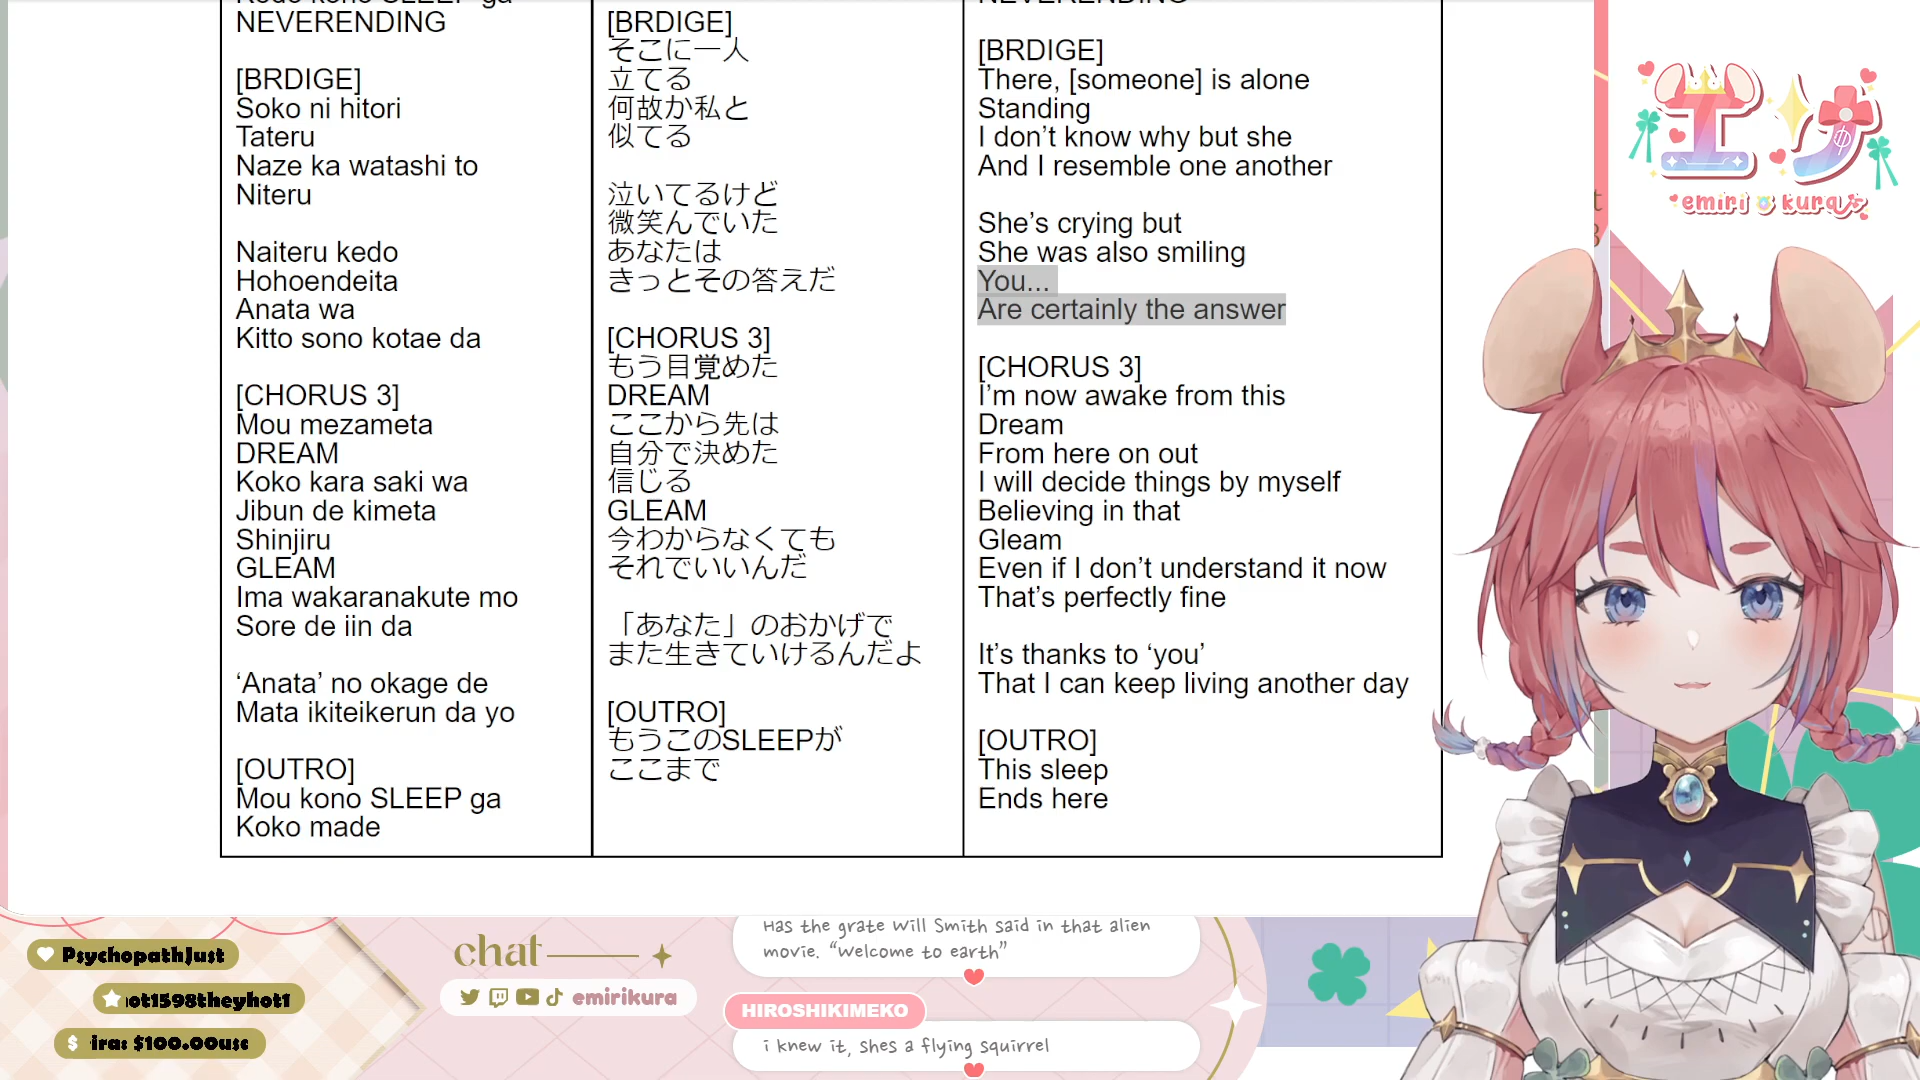 NEVERENDING
[BRDIGE]
Soko ni hitori
Tateru
Naze ka watashi to
Niteru
Naiteru kedo
Hohoendeita
Anata wa
Kitto sono kotae da
[CHORUS 3]
Mou mezameta
DREAM
Koko kara saki wa
Jibun de kimeta
Shinjiru
GLEAM
Ima wakaranakute mo
Sore de iin da
‘Anata’ no okage de
Mata ikiteikerun da yo
[OUTRO]
Mou kono SLEEP ga
Koko made
[BRDIGE]
そこに一人
立てる
何故か私と
似てる
泣いてるけど
微笑んでいた
あなたは
きっとその答えだ
[CHORUS 3]
もう目覚めた
DREAM
ここから先は
自分で決めた
信じる
GLEAM
今わからなくても
それでいいんだ
「あなた」のおかげで
また生きていけるんだよ
[OUTRO]
もうこのSLEEPが
ここまで
[BRDIGE]
There, [someone] is alone
Standing
I don’t know why but she
And I resemble one another
She’s crying but
She was also smiling
You...
Are certainly the answer
[CHORUS 3]
I’m now awake from this
Dream
From here on out
I will decide things by myself
Believing in that
Gleam
Even if I don’t understand it now
That’s perfectly fine
It’s thanks to ‘you’
That I can keep living another day
[OUTRO]
This sleep
Ends here
emiri kura
PsychopathJust
ot1598theyhot1
ira: $100.00usd
chat
emirikura
Has the grate Will Smith said in that alien
movie. “Welcome to earth”
HIROSHIKIMEKO
i knew it, shes a flying squirrel